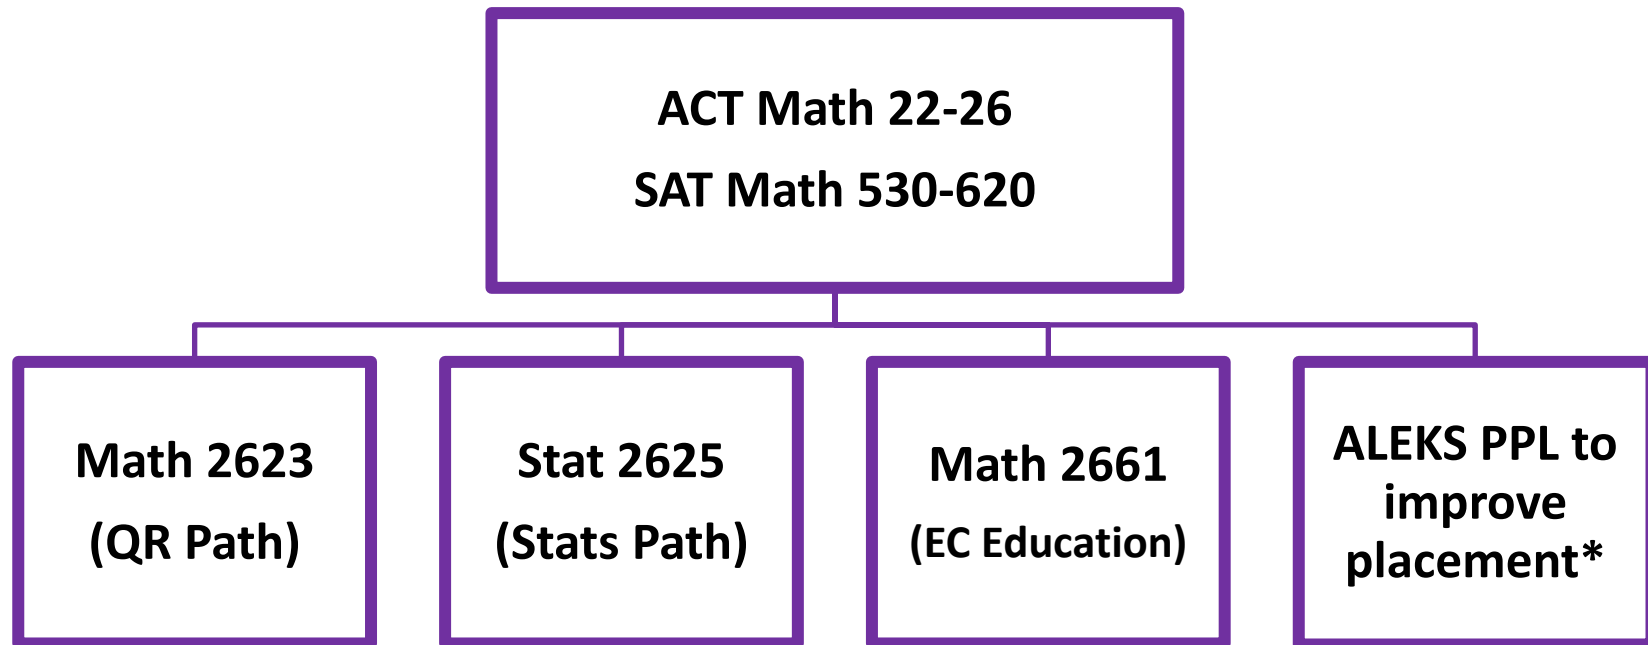 ACT Math 22-26
SAT Math 530-620
Math 2623
(QR Path)
Stat 2625
(Stats Path)
Math 2661
(EC Education)
ALEKS PPL to
improve
placement*